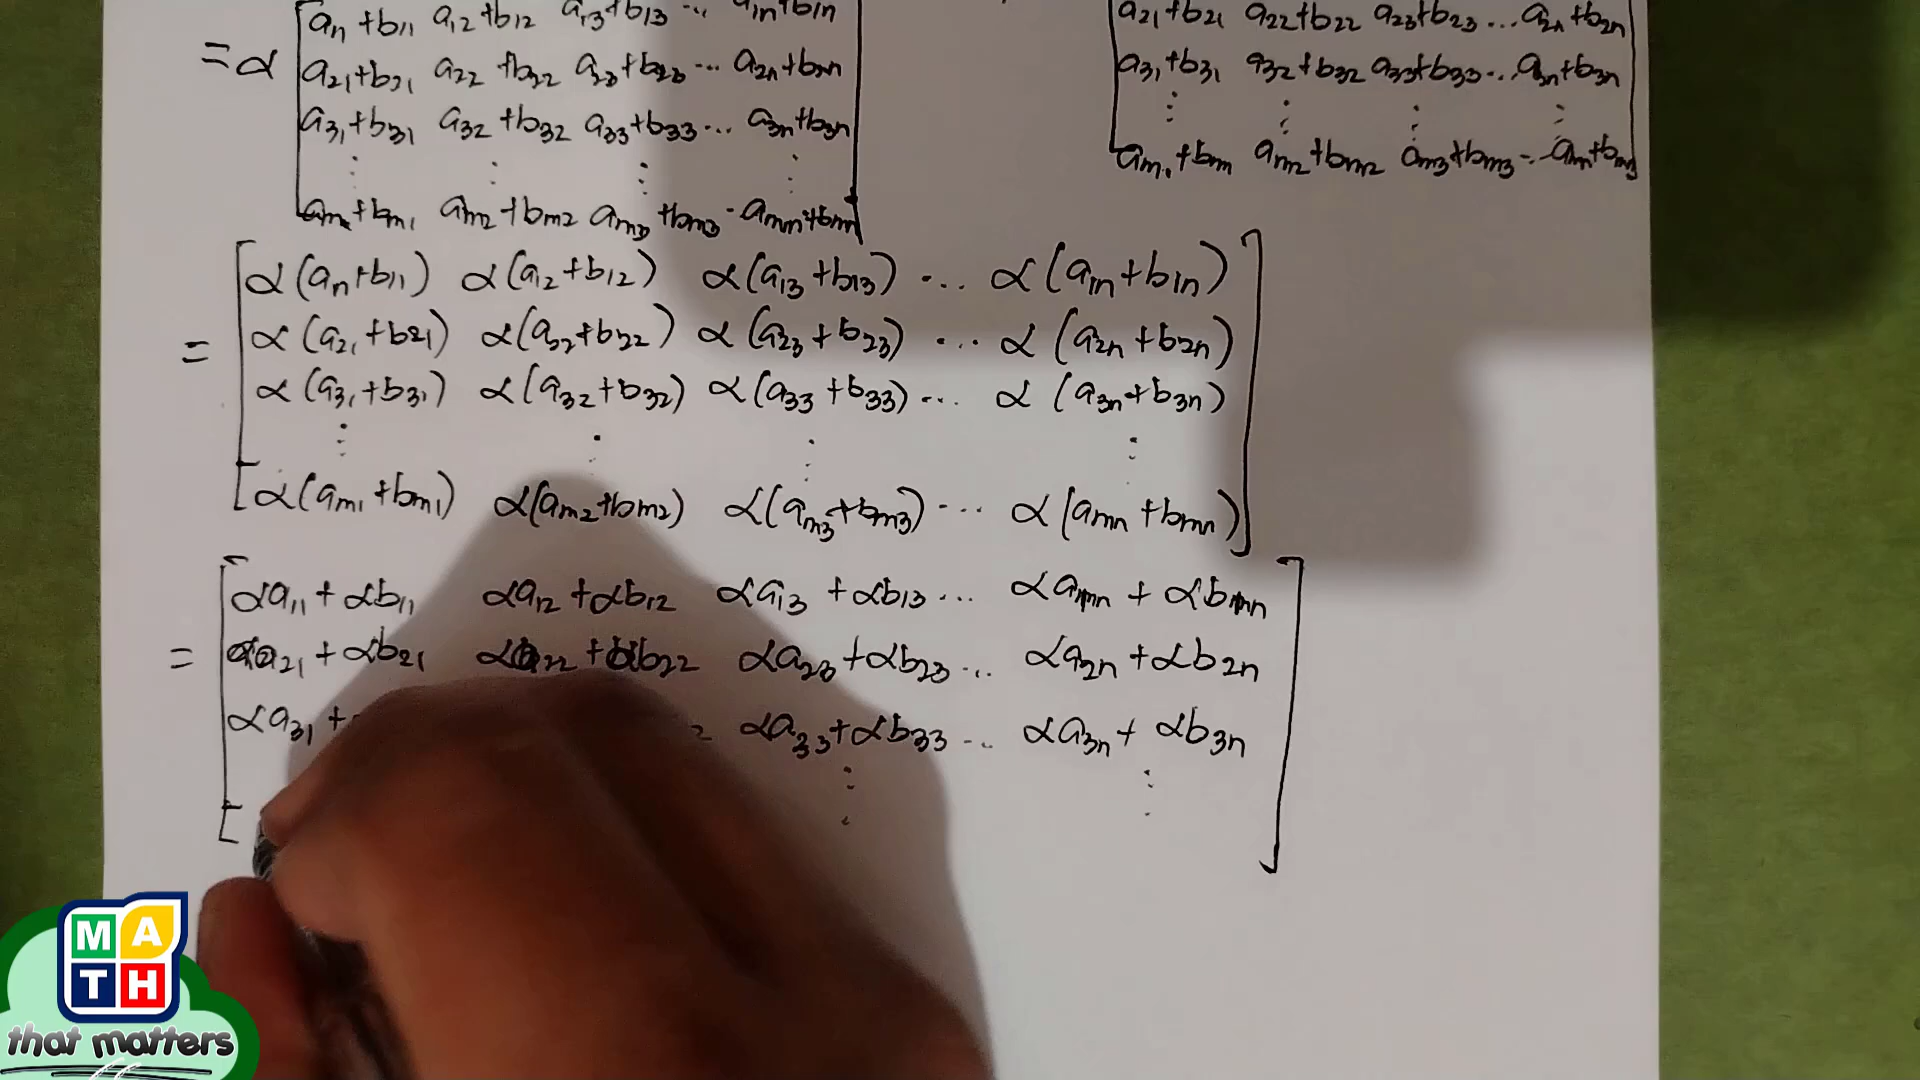 a11+b11 a12+b12 a13+b13 ... a1n+b1n
=α a21+b21 a22+b22 a23+b23 ... a2n+b2n
a31+b31 a32+b32 a33+b33 ... a3n+b3n
⋮ ⋮ ⋮ ⋮
am1+bm1 am2+bm2 am3+bm3 - amn+bmn
a21+b21 a22+b22 a23+b23 ... a2n+b2n
a31+b31 a32+b32 a33+b33 ... a3n+b3n
⋮ ⋮ ⋮ ⋮
am1+bm1 am2+bm2 am3+bm3 ... amn+bmn
α(a11+b11) α(a12+b12) α(a13+b13) ... α(a1n+b1n)
= α(a21+b21) α(a22+b22) α(a23+b23) ... α(a2n+b2n)
α(a31+b31) α(a32+b32) α(a33+b33) ... α(a3n+b3n)
⋮ ⋮ ⋮ ⋮
α(am1+bm1) α(am2+bm2) α(am3+bm3) ... α(amn+bmn)
αa11+αb11 αa12+αb12 αa13+αb13 ... αamn+αbmn
= αa21+αb21 αa22+αb22 αa23+αb23 ... αa2n+αb2n
αa31+ 2 αa33+αb33 ... αa3n+αb3n
⋮ ⋮
MA
TH
that matters